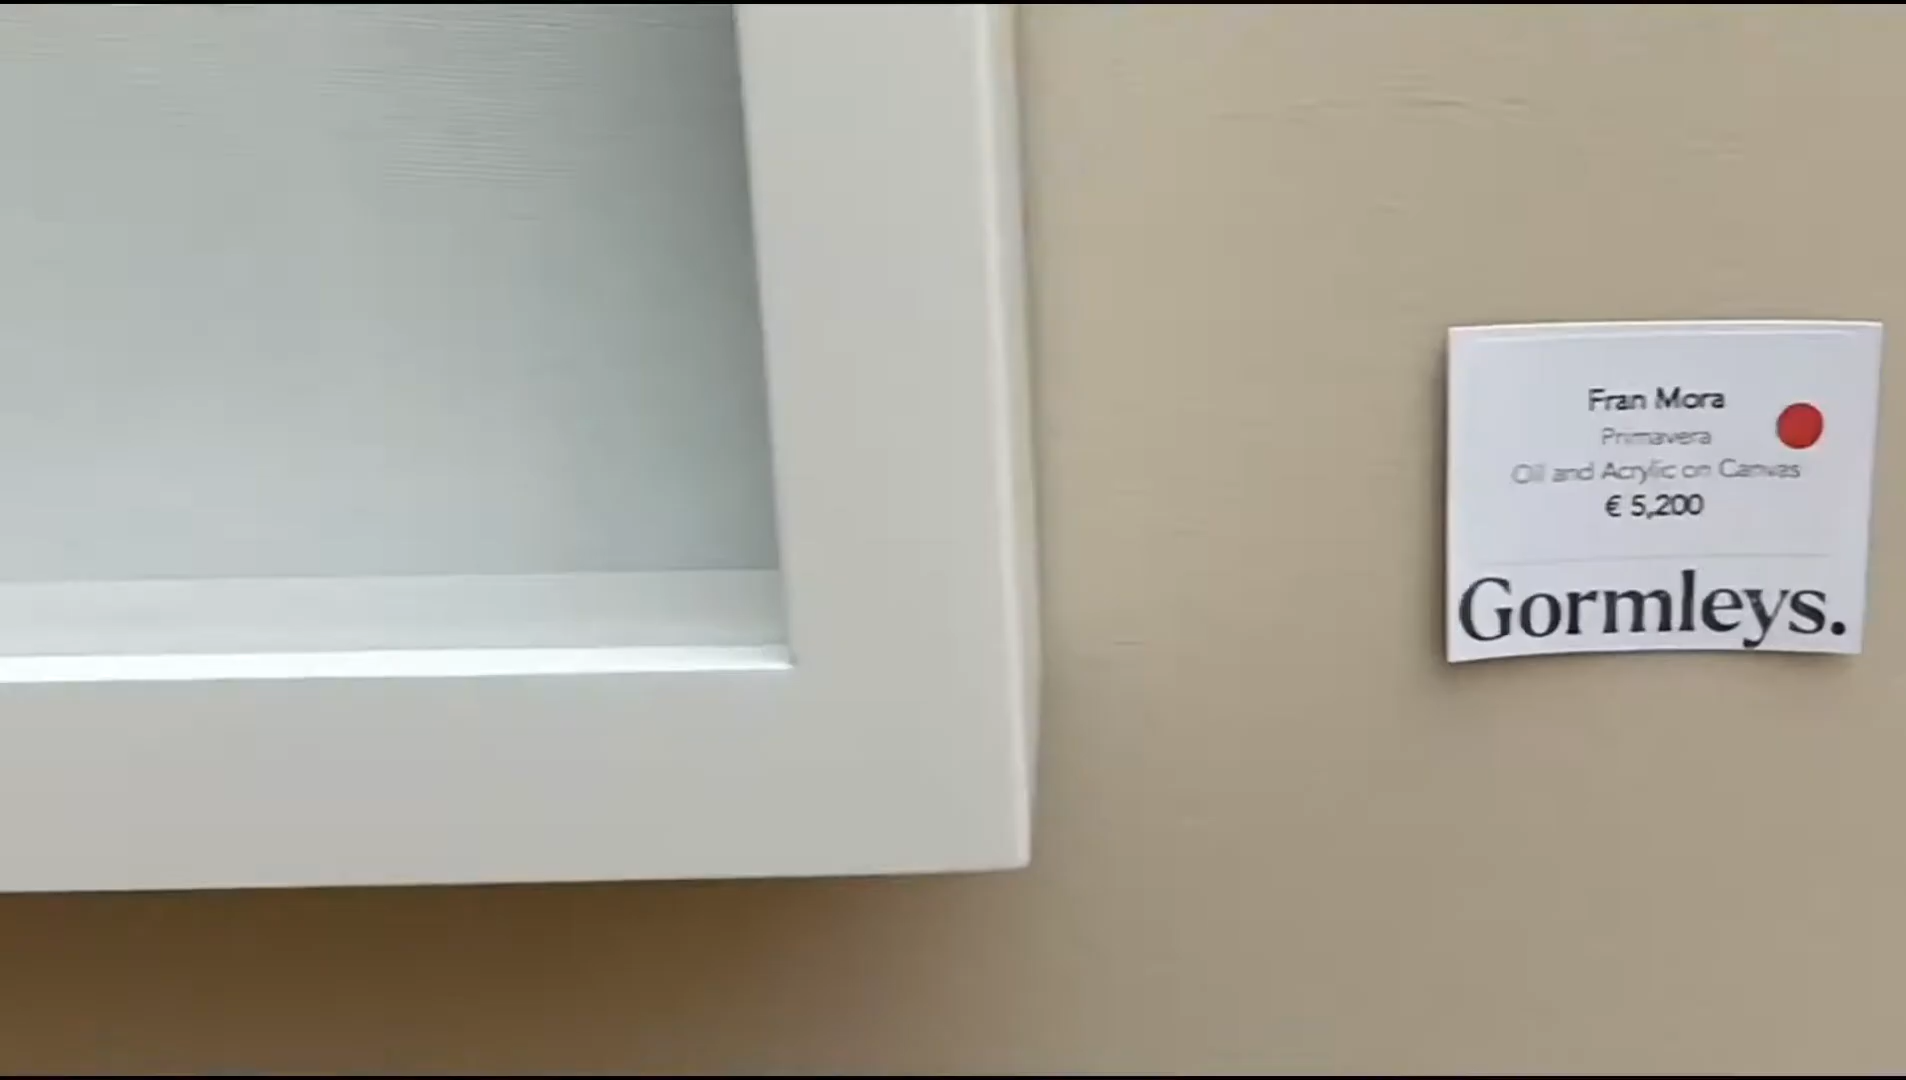 Fran Mora
Primavera
Oil and Acrylic on Canvas
€ 5,200
Gormleys.